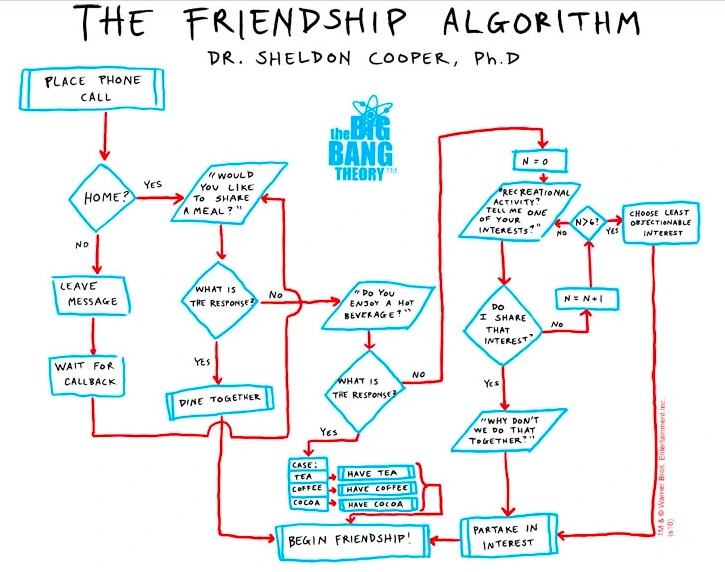 THE FRIENDSHIP ALGORITHM
DR. SHELDON COOPER, Ph.D
PLACE PHONE
CALL
the BIG
BANG
THEORY™
HOME?
YES
NO
"WOULD
YOU LIKE
TO SHARE
A MEAL?"
LEAVE
MESSAGE
WAIT FOR
CALLBACK
WHAT IS
THE RESPONSE?
NO
YES
DINE TOGETHER
"DO YOU
ENJOY A HOT
BEVERAGE?"
WHAT IS
THE RESPONSE?
NO
YES
CASE:
TEA
HAVE TEA
COFFEE
HAVE COFFEE
COCOA
HAVE COCOA
BEGIN FRIENDSHIP!
N = 0
"RECREATIONAL
ACTIVITY?
TELL ME ONE
OF YOUR
INTERESTS?"
N>6?
NO
YES
CHOOSE LEAST
OBJECTIONABLE
INTEREST
N = N+1
DO
I SHARE
THAT
INTEREST?
NO
YES
"WHY DON'T
WE DO THAT
TOGETHER?"
PARTAKE IN
INTEREST
TM & © Warner Bros. Entertainment Inc.
(s10)